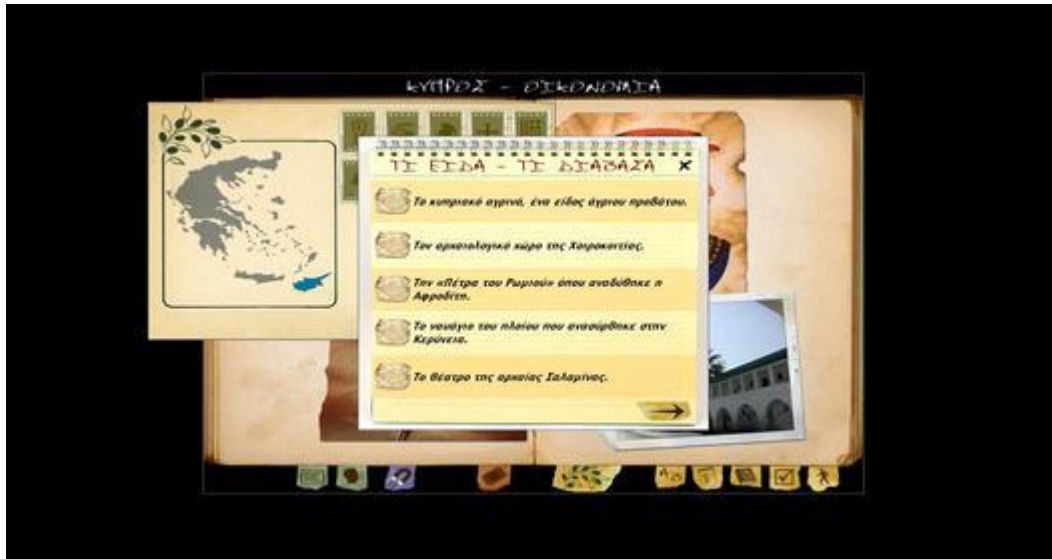 ΚΥΠΡΟΣ - ΟΙΚΟΝΟΜΙΑ
ΤΙ ΕΙΔΑ - ΤΙ ΔΙΑΒΑΣΑ
Το κυπριακό αγρινό, ένα είδος άγριου προβάτου.
Τον αρχαιολογικό χώρο της Χοιροκοιτίας.
Την «Πέτρα του Ρωμιού» όπου αναδύθηκε η
Αφροδίτη.
Το ναυάγιο του πλοίου που ανασύρθηκε στην
Κερύνεια.
Το θέατρο της αρχαίας Σαλαμίνος.